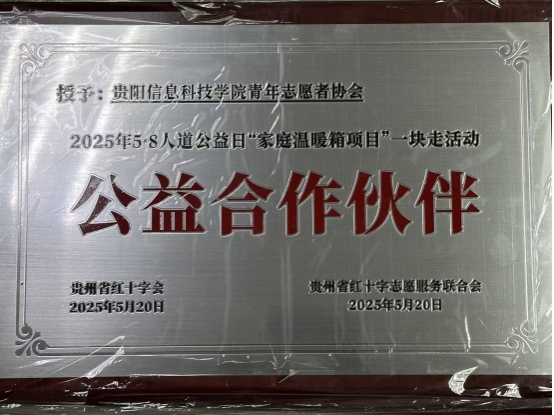 授予：贵阳信息科技学院青年志愿者协会
2025年5·8人道公益日“家庭温暖箱项目”一块走活动
公益合作伙伴
贵州省红十字会
2025年5月20日
贵州省红十字志愿服务联合会
2025年5月20日